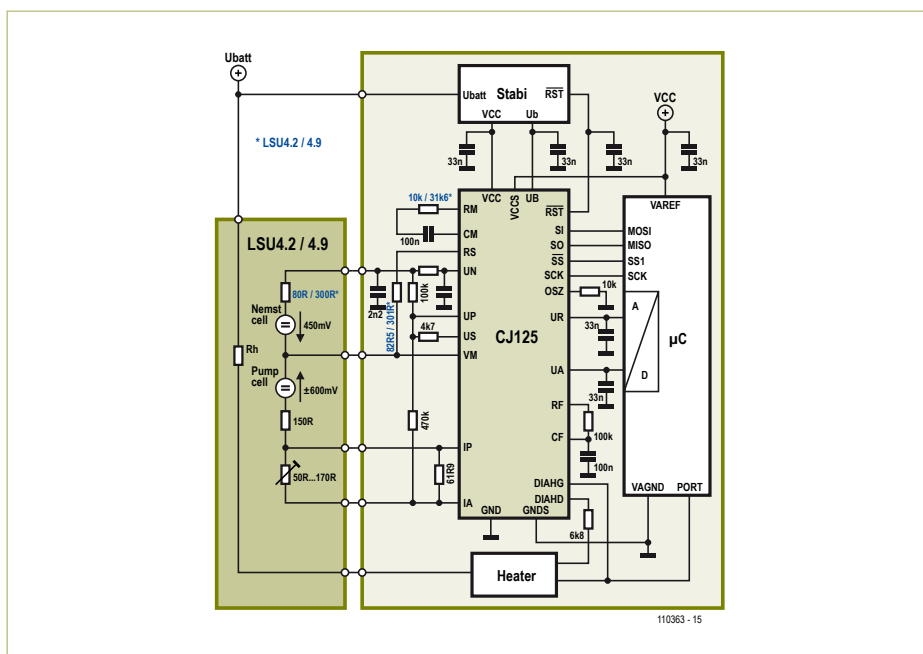 Ubatt
Ubatt
Stabi
RST
VCC
Ub
VCC
* LSU4.2 / 4.9
33n
33n
33n
33n
10k / 31k6*
RM
VCC
VCCS
UB
RST
VAREF
100n
CM
LSU4.2 / 4.9
RS
SI
MOSI
SO
MISO
UN
SS
SS1
SCK
SCK
80R / 300R*
100k
OSZ
10k
2n2
Nemst
cell
450mV
82R5 / 301R*
UP
UR
A
4k7
US
CJ125
33n
µC
Rh
VM
Pump
cell
UA
D
±600mV
33n
RF
150R
470k
100k
CF
IP
100n
50R...170R
61R9
DIAHG
VAGND
PORT
IA
DIAHD
GND
GNDS
6k8
Heater
110363 - 15